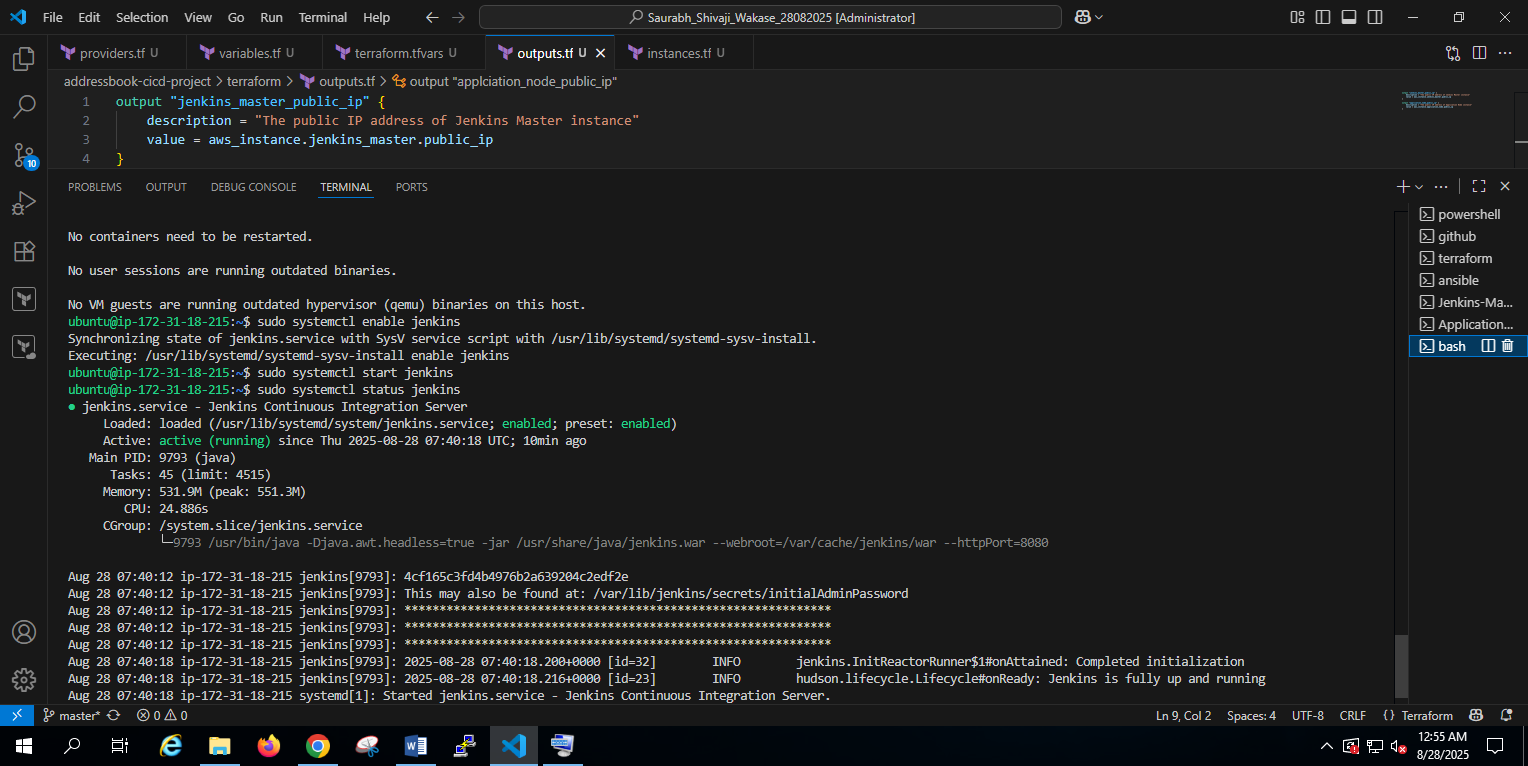 File Edit Selection View Go Run Terminal Help Saurabh_Shivaji_Wakase_28082025 [Administrator]
providers.tf U variables.tf U terraform.tfvars U outputs.tf U instances.tf U
addressbook-cicd-project > terraform > outputs.tf > output "applciation_node_public_ip"
1 output "jenkins_master_public_ip" {
2 description = "The public IP address of Jenkins Master instance"
3 value = aws_instance.jenkins_master.public_ip
4 }
PROBLEMS OUTPUT DEBUG CONSOLE TERMINAL PORTS
No containers need to be restarted.
No user sessions are running outdated binaries.
No VM guests are running outdated hypervisor (qemu) binaries on this host.
ubuntu@ip-172-31-18-215:~$ sudo systemctl enable jenkins
Synchronizing state of jenkins.service with SysV service script with /usr/lib/systemd/systemd-sysv-install.
Executing: /usr/lib/systemd/systemd-sysv-install enable jenkins
ubuntu@ip-172-31-18-215:~$ sudo systemctl start jenkins
ubuntu@ip-172-31-18-215:~$ sudo systemctl status jenkins
● jenkins.service - Jenkins Continuous Integration Server
Loaded: loaded (/usr/lib/systemd/system/jenkins.service; enabled; preset: enabled)
Active: active (running) since Thu 2025-08-28 07:40:18 UTC; 10min ago
Main PID: 9793 (java)
Tasks: 45 (limit: 4515)
Memory: 531.9M (peak: 551.3M)
CPU: 24.886s
CGroup: /system.slice/jenkins.service
└─9793 /usr/bin/java -Djava.awt.headless=true -jar /usr/share/java/jenkins.war --webroot=/var/cache/jenkins/war --httpPort=8080
Aug 28 07:40:12 ip-172-31-18-215 jenkins[9793]: 4cf165c3fd4b4976b2a639204c2edf2e
Aug 28 07:40:12 ip-172-31-18-215 jenkins[9793]: This may also be found at: /var/lib/jenkins/secrets/initialAdminPassword
Aug 28 07:40:12 ip-172-31-18-215 jenkins[9793]: *************************************************************
Aug 28 07:40:12 ip-172-31-18-215 jenkins[9793]: *************************************************************
Aug 28 07:40:12 ip-172-31-18-215 jenkins[9793]: *************************************************************
Aug 28 07:40:18 ip-172-31-18-215 jenkins[9793]: 2025-08-28 07:40:18.200+0000 [id=32] INFO jenkins.InitReactorRunner$1#onAttained: Completed initialization
Aug 28 07:40:18 ip-172-31-18-215 jenkins[9793]: 2025-08-28 07:40:18.216+0000 [id=23] INFO hudson.lifecycle.Lifecycle#onReady: Jenkins is fully up and running
Aug 28 07:40:18 ip-172-31-18-215 systemd[1]: Started jenkins.service - Jenkins Continuous Integration Server.
powershell
github
terraform
ansible
Jenkins-Ma...
Application...
bash
10
master* 0 0 Ln 9, Col 2 Spaces: 4 UTF-8 CRLF {} Terraform
12:55 AM
8/28/2025